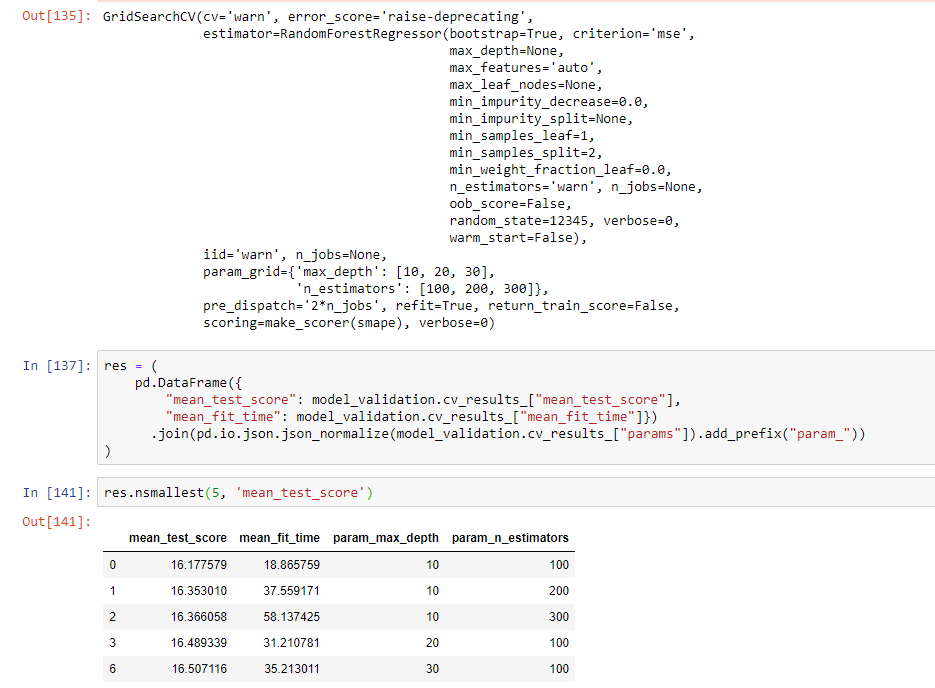 Out[135]: GridSearchCV(cv='warn', error_score='raise-deprecating',
estimator=RandomForestRegressor(bootstrap=True, criterion='mse',
max_depth=None,
max_features='auto',
max_leaf_nodes=None,
min_impurity_decrease=0.0,
min_impurity_split=None,
min_samples_leaf=1,
min_samples_split=2,
min_weight_fraction_leaf=0.0,
n_estimators='warn', n_jobs=None,
oob_score=False,
random_state=12345, verbose=0,
warm_start=False),
iid='warn', n_jobs=None,
param_grid={'max_depth': [10, 20, 30],
'n_estimators': [100, 200, 300]},
pre_dispatch='2*n_jobs', refit=True, return_train_score=False,
scoring=make_scorer(smape), verbose=0)
In [137]: res = (
pd.DataFrame({
"mean_test_score": model_validation.cv_results_["mean_test_score"],
"mean_fit_time": model_validation.cv_results_["mean_fit_time"]})
.join(pd.io.json.json_normalize(model_validation.cv_results_["params"]).add_prefix("param_"))
)
In [141]: res.nsmallest(5, 'mean_test_score')
Out[141]:
mean_test_score mean_fit_time param_max_depth param_n_estimators
0 16.177579 18.865759 10 100
1 16.353010 37.559171 10 200
2 16.366058 58.137425 10 300
3 16.489339 31.210781 20 100
6 16.507116 35.213011 30 100